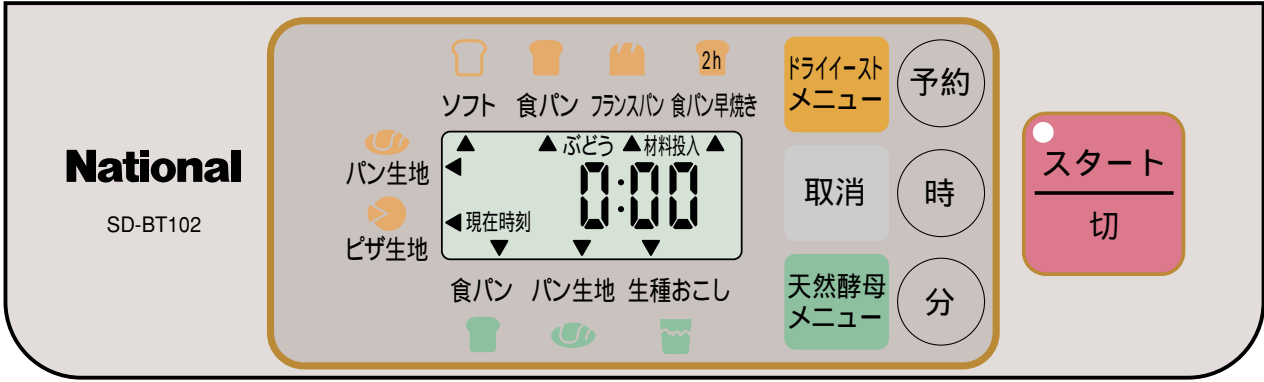 National
SD-BT102
2h
ソフト 食パン フランスパン 食パン早焼き
パン生地
ピザ生地
ぶどう 材料投入
0:00
現在時刻
食パン パン生地 生種おこし
ドライイースト
メニュー
取消
天然酵母
メニュー
予約
時
分
スタート
切